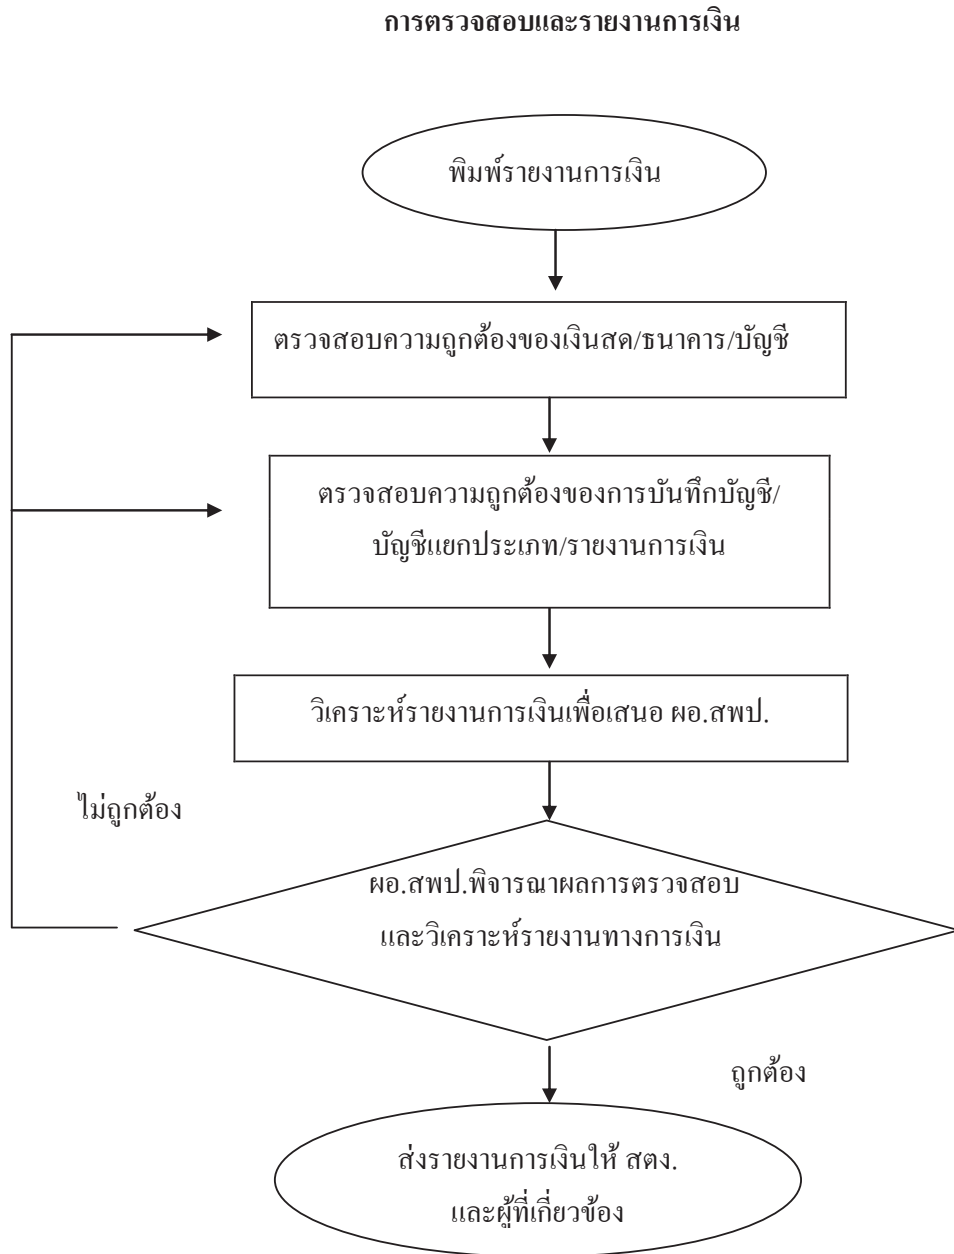 การตรวจสอบและรายงานการเงิน
พิมพ์รายงานการเงิน
ตรวจสอบความถูกต้องของเงินสด/ธนาคาร/บัญชี
ตรวจสอบความถูกต้องของการบันทึกบัญชี/
บัญชีแยกประเภท/รายงานการเงิน
วิเคราะห์รายงานการเงินเพื่อเสนอ ผอ.สพป.
ไม่ถูกต้อง
ผอ.สพป.พิจารณาผลการตรวจสอบ
และวิเคราะห์รายงานทางการเงิน
ถูกต้อง
ส่งรายงานการเงินให้ สตง.
และผู้ที่เกี่ยวข้อง